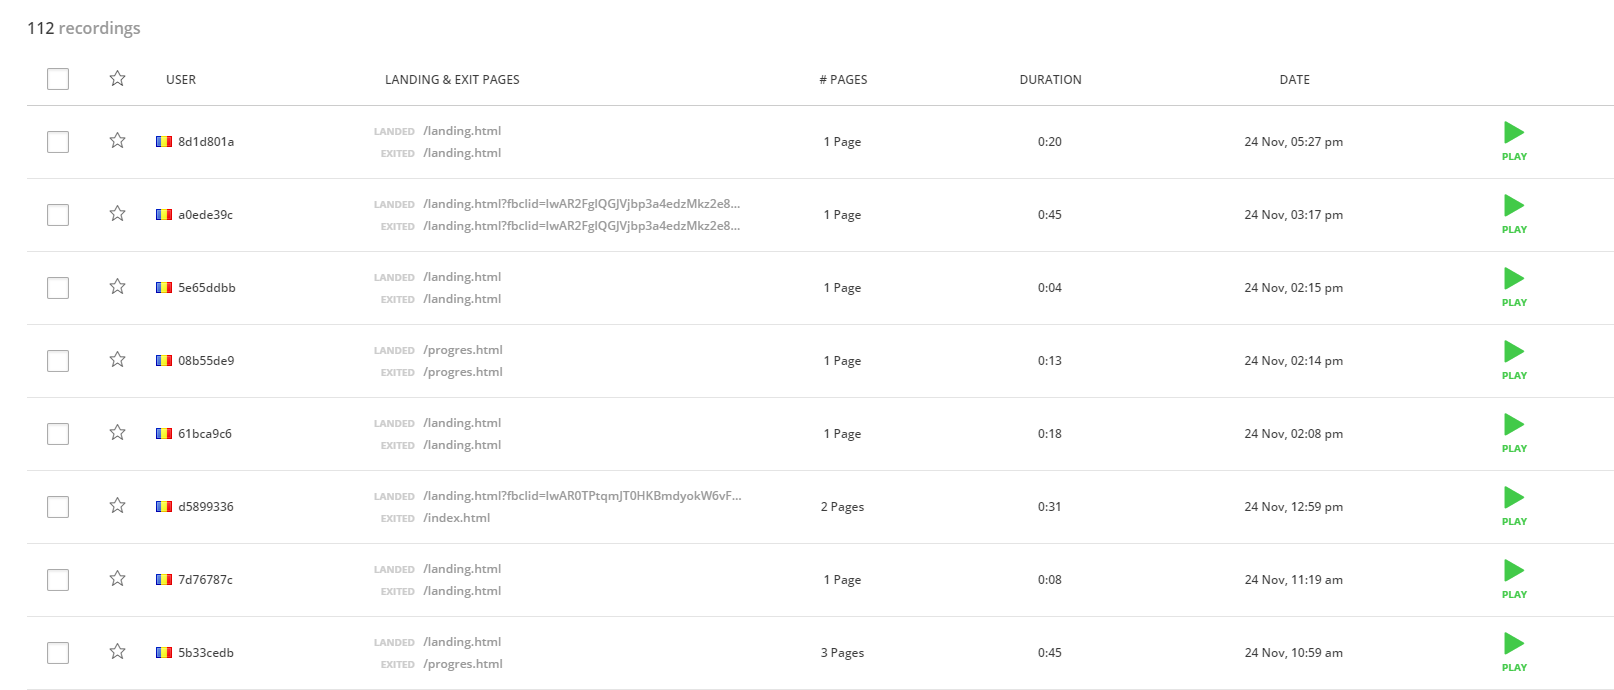 112 recordings
USER LANDING & EXIT PAGES # PAGES DURATION DATE
LANDED /landing.html
8d1d801a 1 Page 0:20 24 Nov, 05:27 pm
EXITED /landing.html
PLAY
LANDED /landing.html?fbclid=IwAR2FglQGJVjbp3a4edzMkz2e8...
a0ede39c 1 Page 0:45 24 Nov, 03:17 pm
EXITED /landing.html?fbclid=IwAR2FglQGJVjbp3a4edzMkz2e8...
PLAY
LANDED /landing.html
5e65ddbb 1 Page 0:04 24 Nov, 02:15 pm
EXITED /landing.html
PLAY
LANDED /progres.html
08b55de9 1 Page 0:13 24 Nov, 02:14 pm
EXITED /progres.html
PLAY
LANDED /landing.html
61bca9c6 1 Page 0:18 24 Nov, 02:08 pm
EXITED /landing.html
PLAY
LANDED /landing.html?fbclid=IwAR0TPtqmJT0HKBmdyokW6vF...
d5899336 2 Pages 0:31 24 Nov, 12:59 pm
EXITED /index.html
PLAY
LANDED /landing.html
7d76787c 1 Page 0:08 24 Nov, 11:19 am
EXITED /landing.html
PLAY
LANDED /landing.html
5b33cedb 3 Pages 0:45 24 Nov, 10:59 am
EXITED /progres.html
PLAY